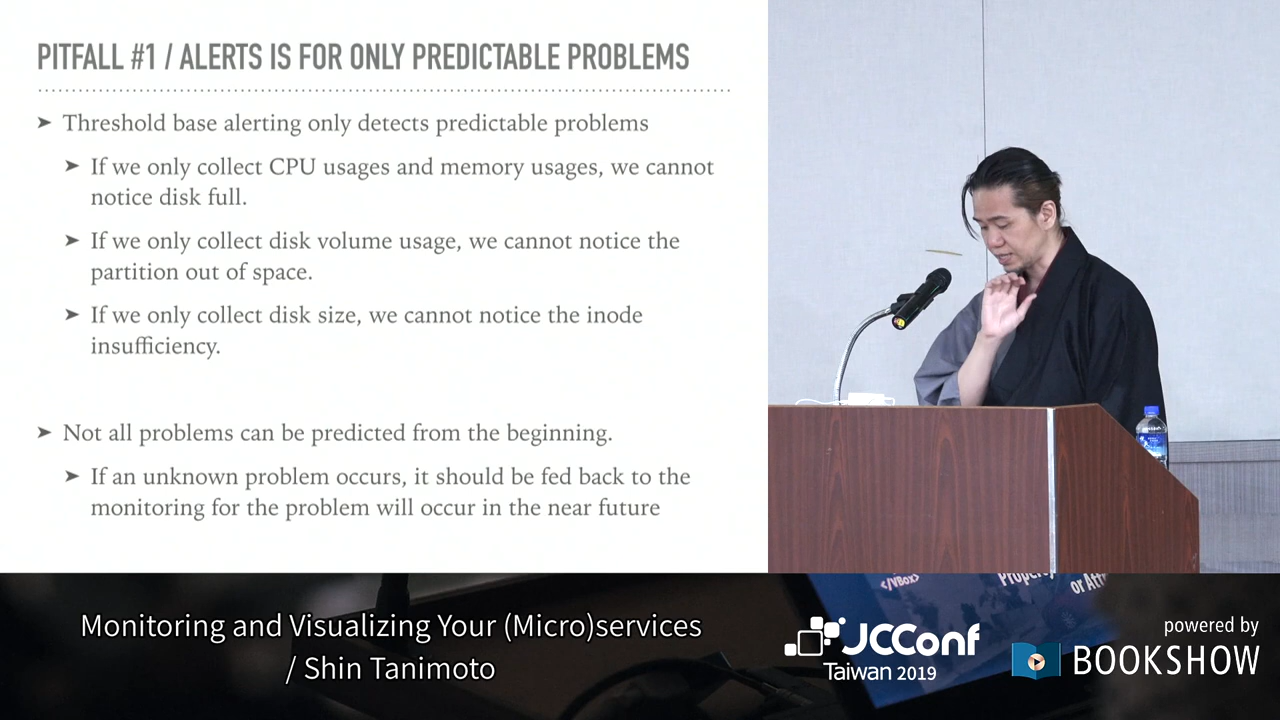 PITFALL #1 / ALERTS IS FOR ONLY PREDICTABLE PROBLEMS
➤ Threshold base alerting only detects predictable problems
➤ If we only collect CPU usages and memory usages, we cannot
notice disk full.
➤ If we only collect disk volume usage, we cannot notice the
partition out of space.
➤ If we only collect disk size, we cannot notice the inode
insufficiency.
➤ Not all problems can be predicted from the beginning.
➤ If an unknown problem occurs, it should be fed back to the
monitoring for the problem will occur in the near future
</VBox>
or
Monitoring and Visualizing Your (Micro)services
/ Shin Tanimoto
JCConf
Taiwan 2019
powered by
BOOKSHOW